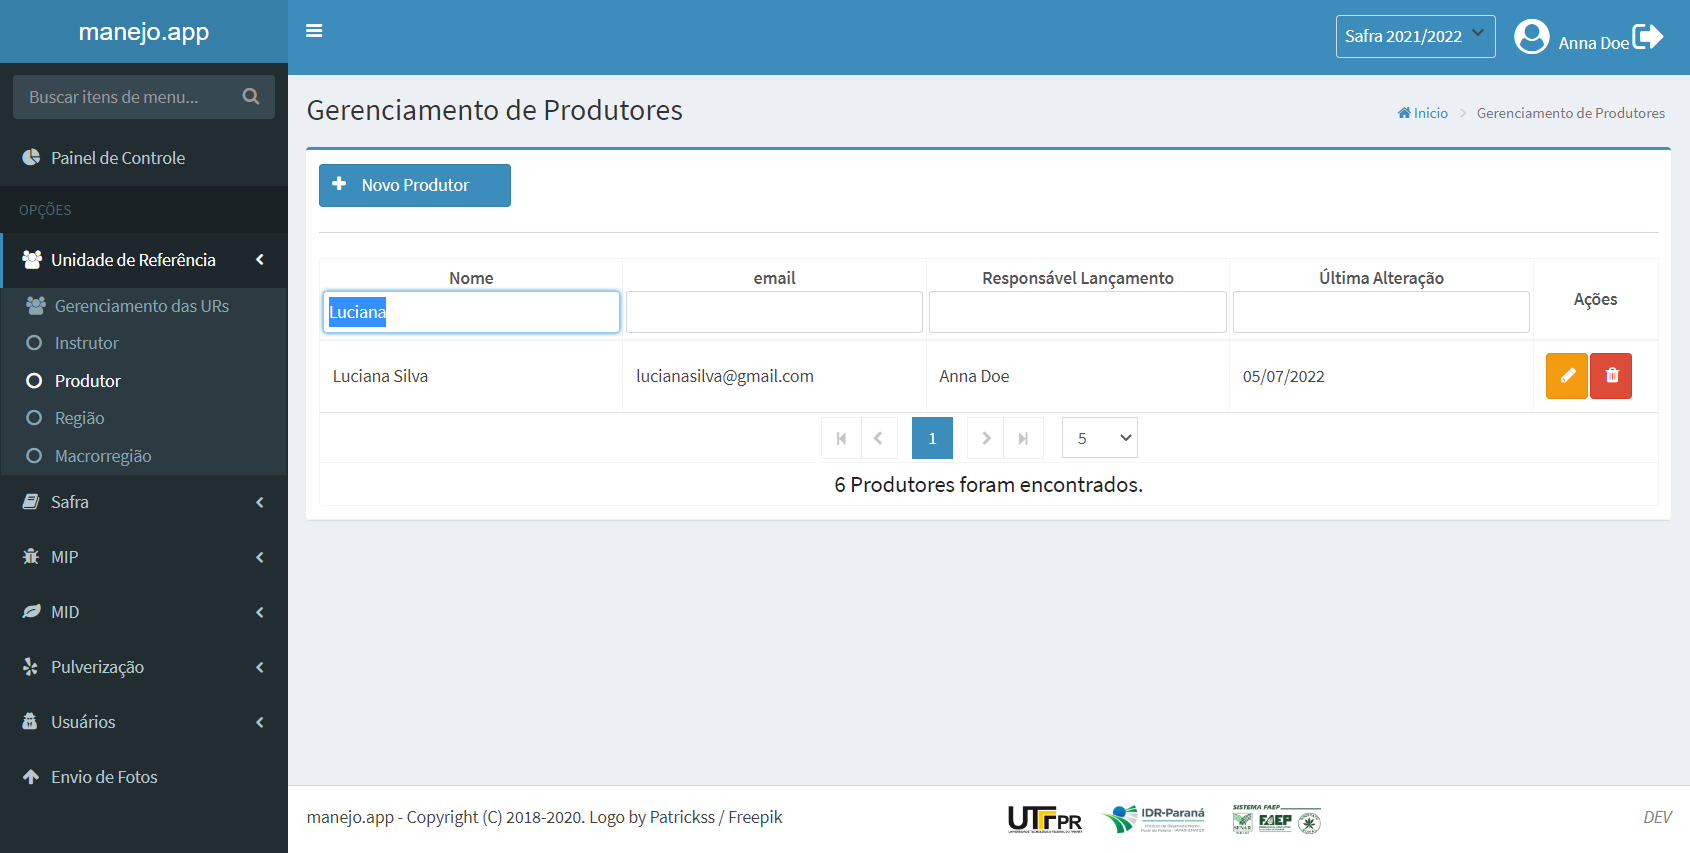 manejo.app
Safra 2021/2022
Anna Doe
Buscar itens de menu...
Painel de Controle
OPÇÕES
Unidade de Referência
Gerenciamento das URs
Instrutor
Produtor
Região
Macrorregião
Safra
MIP
MID
Pulverização
Usuários
Envio de Fotos
Gerenciamento de Produtores
Inicio > Gerenciamento de Produtores
Novo Produtor
Nome email Responsável Lançamento Última Alteração Ações
Luciana
Luciana Silva lucianasilva@gmail.com Anna Doe 05/07/2022
1 5
6 Produtores foram encontrados.
manejo.app - Copyright (C) 2018-2020. Logo by Patrickss / Freepik
UTFPR
IDR-Paraná
SISTEMA FAEP
SENAR
FAEP
DEV